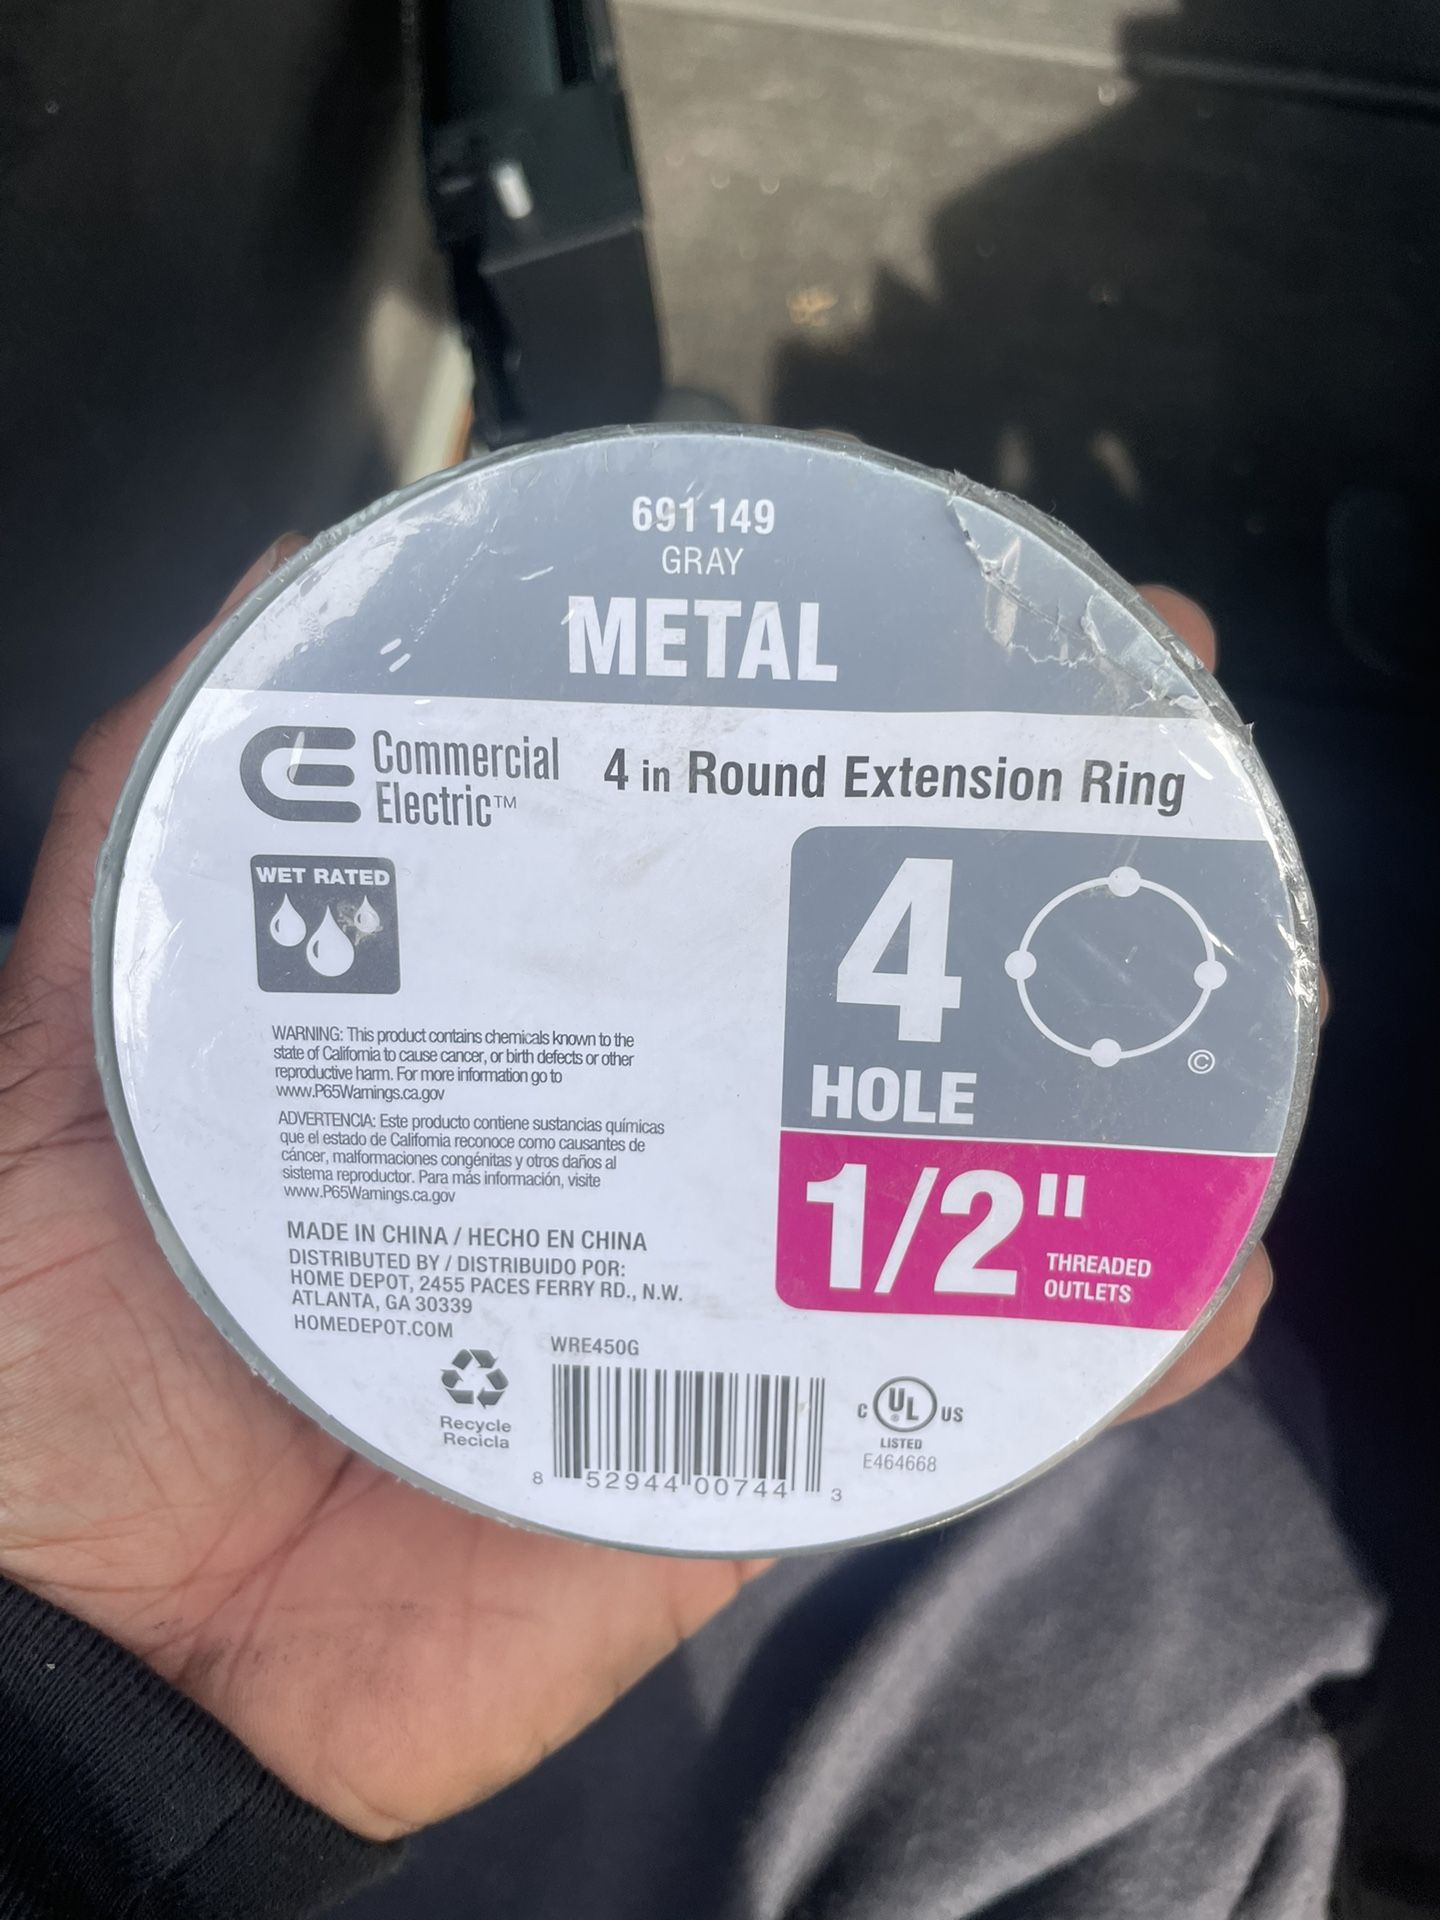 691 149
GRAY
METAL
Commercial
Electric™
4 in Round Extension Ring
WET RATED
4
HOLE
©
WARNING: This product contains chemicals known to the
state of California to cause cancer, or birth defects or other
reproductive harm. For more information go to
www.P65Warnings.ca.gov
ADVERTENCIA: Este producto contiene sustancias químicas
que el estado de California reconoce como causantes de
cáncer, malformaciones congénitas y otros daños al
sistema reproductor. Para más información, visite
www.P65Warnings.ca.gov
1/2"
THREADED
OUTLETS
MADE IN CHINA / HECHO EN CHINA
DISTRIBUTED BY / DISTRIBUIDO POR:
HOME DEPOT, 2455 PACES FERRY RD., N.W.
ATLANTA, GA 30339
HOMEDEPOT.COM
WRE450G
Recycle
Recicla
8 52944 00744 3
C UL® US
LISTED
E464668